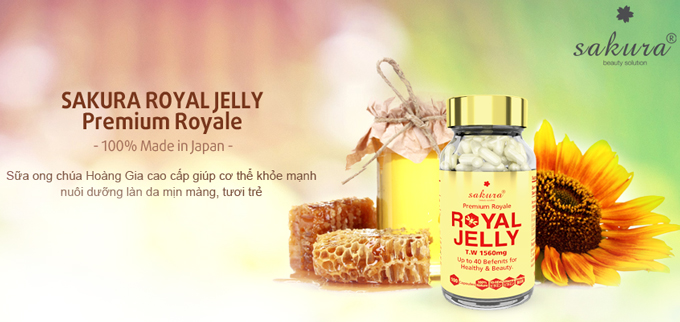 sakura®
beauty solution
SAKURA ROYAL JELLY
Premium Royale
- 100% Made in Japan -
Sữa ong chúa Hoàng Gia cao cấp giúp cơ thể khỏe mạnh
nuôi dưỡng làn da mịn màng, tươi trẻ
sakura®
Premium Royale
ROYAL
JELLY
T.W 1560mg
Up to 40 Befenits for
Healthy & Beauty.